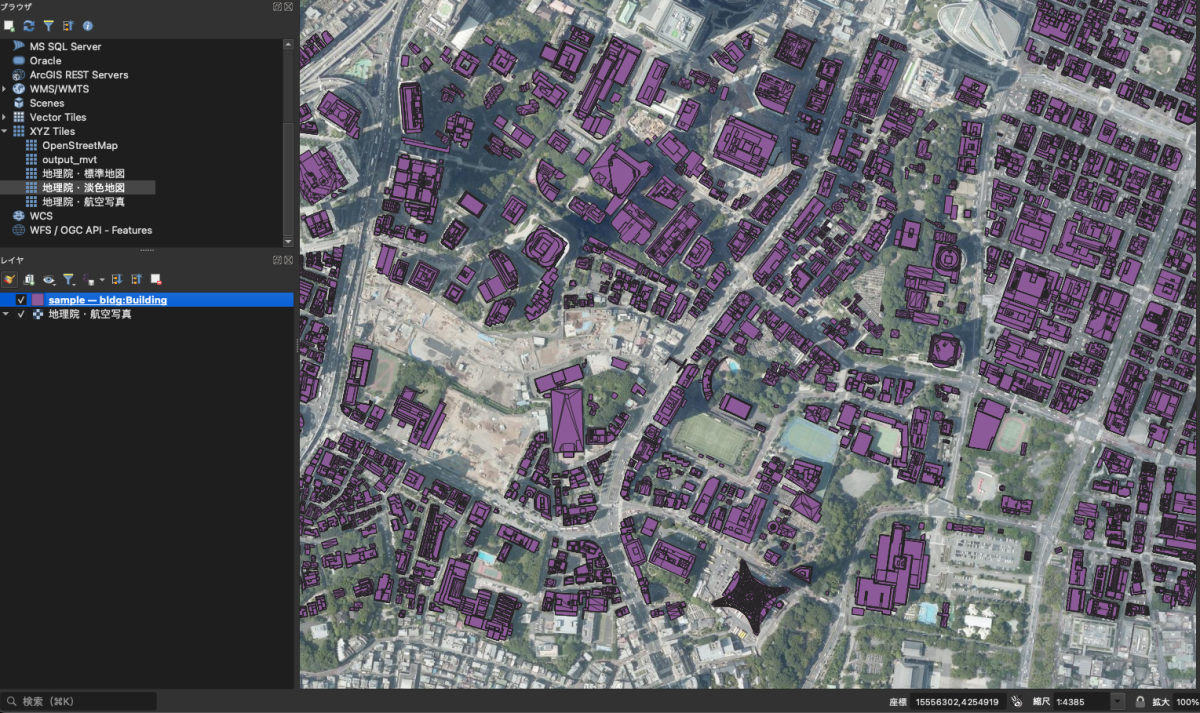 ブラウザ
MS SQL Server
Oracle
ArcGIS REST Servers
WMS/WMTS
Scenes
Vector Tiles
XYZ Tiles
OpenStreetMap
output_mvt
地理院・標準地図
地理院・淡色地図
地理院・航空写真
WCS
WFS / OGC API - Features
レイヤ
sample — bldg:Building
地理院・航空写真
検索 (⌘K)
座標 15556302,4254919 縮尺 1:4385 拡大 100%